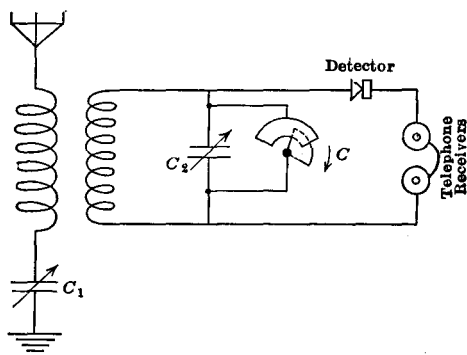 Detector
C₂
C
Telephone
Receivers
C₁